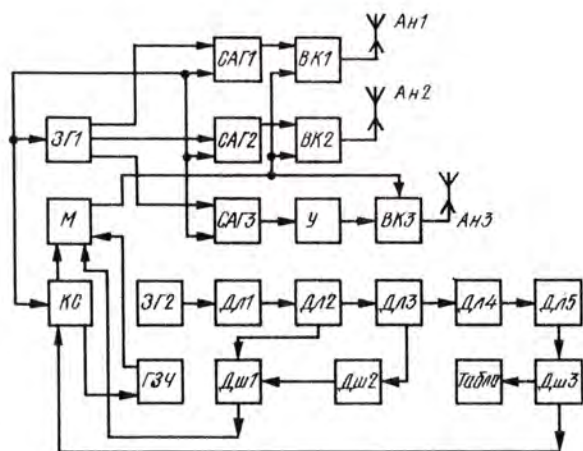 САГ1
ВК1
Ан1
ЗГ1
САГ2
ВК2
Ан2
М
САГ3
У
ВК3
Ан3
КС
ЗГ2
Дл1
Дл2
Дл3
Дл4
Дл5
ГЗЧ
Дш1
Дш2
Табло
Дш3